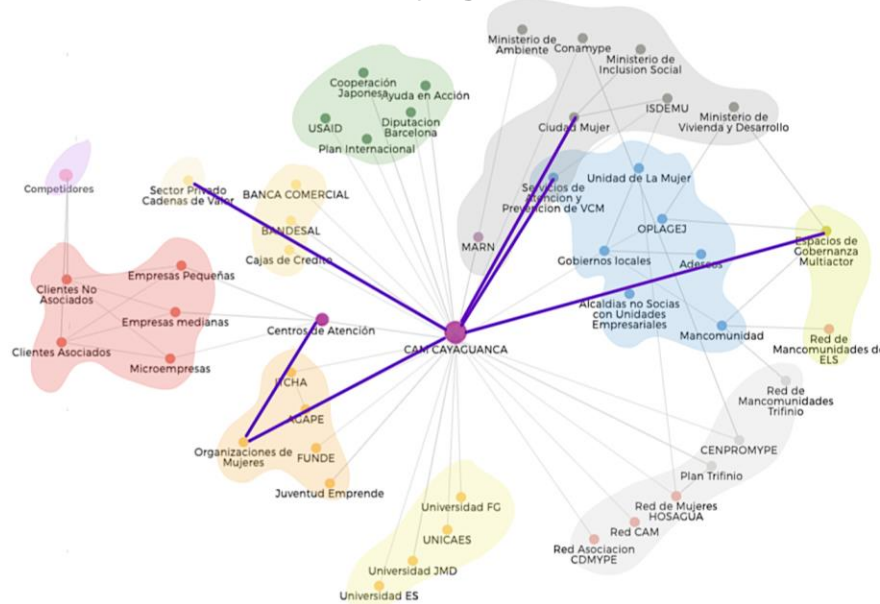 Ministerio de
Ambiente
Conamype
Ministerio de
Inclusion Social
ISDEMU
Ministerio de
Vivienda y Desarrollo
Ciudad Mujer
Cooperación
Japonesa
Ayuda en Acción
USAID
Diputacion
Barcelona
Plan Internacional
Competidores
Sector Privado
Cadenas de Valor
BANCA COMERCIAL
BANDESAL
Cajas de Credito
Servicios de
Atencion y
Prevencion de VCM
Unidad de La Mujer
OPLAGEJ
MARN
Gobiernos locales
Adescos
Espacios de
Gobernanza
Multiactor
Clientes No
Asociados
Empresas Pequeñas
Empresas medianas
Clientes Asociados
Microempresas
Centros de Atención
CAM CAYAGUANCA
Alcaldias no Socias
con Unidades
Empresariales
Mancomunidad
Red de
Mancomunidades de
ELS
ITCHA
AGAPE
Organizaciones de
Mujeres
FUNDE
Juventud Emprende
Red de
Mancomunidades
Trifinio
CENPROMYPE
Plan Trifinio
Red de Mujeres
HOSAGUA
Red CAM
Red Asociacion
CDMYPE
Universidad FG
UNICAES
Universidad JMD
Universidad ES